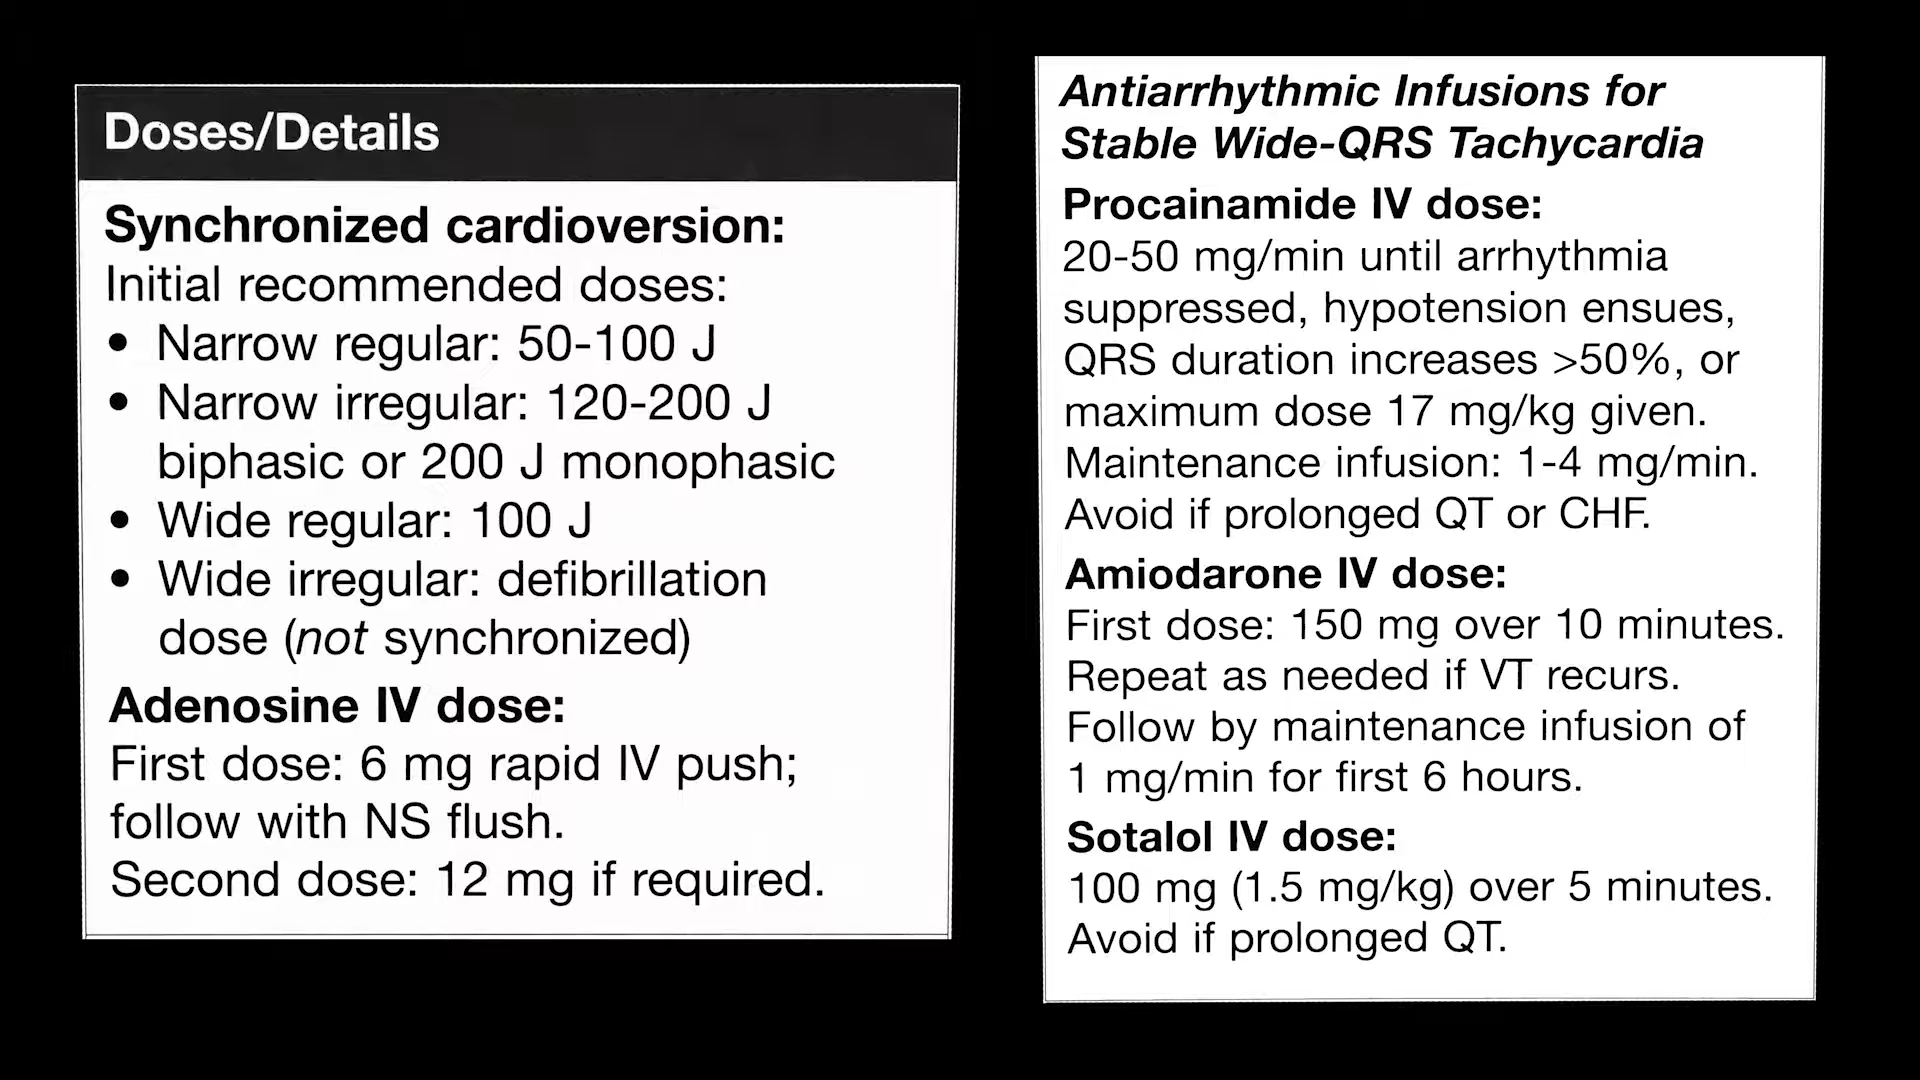 Doses/Details
Synchronized cardioversion:
Initial recommended doses:
• Narrow regular: 50-100 J
• Narrow irregular: 120-200 J
biphasic or 200 J monophasic
• Wide regular: 100 J
• Wide irregular: defibrillation
dose (not synchronized)
Adenosine IV dose:
First dose: 6 mg rapid IV push;
follow with NS flush.
Second dose: 12 mg if required.
Antiarrhythmic Infusions for
Stable Wide-QRS Tachycardia
Procainamide IV dose:
20-50 mg/min until arrhythmia
suppressed, hypotension ensues,
QRS duration increases >50%, or
maximum dose 17 mg/kg given.
Maintenance infusion: 1-4 mg/min.
Avoid if prolonged QT or CHF.
Amiodarone IV dose:
First dose: 150 mg over 10 minutes.
Repeat as needed if VT recurs.
Follow by maintenance infusion of
1 mg/min for first 6 hours.
Sotalol IV dose:
100 mg (1.5 mg/kg) over 5 minutes.
Avoid if prolonged QT.